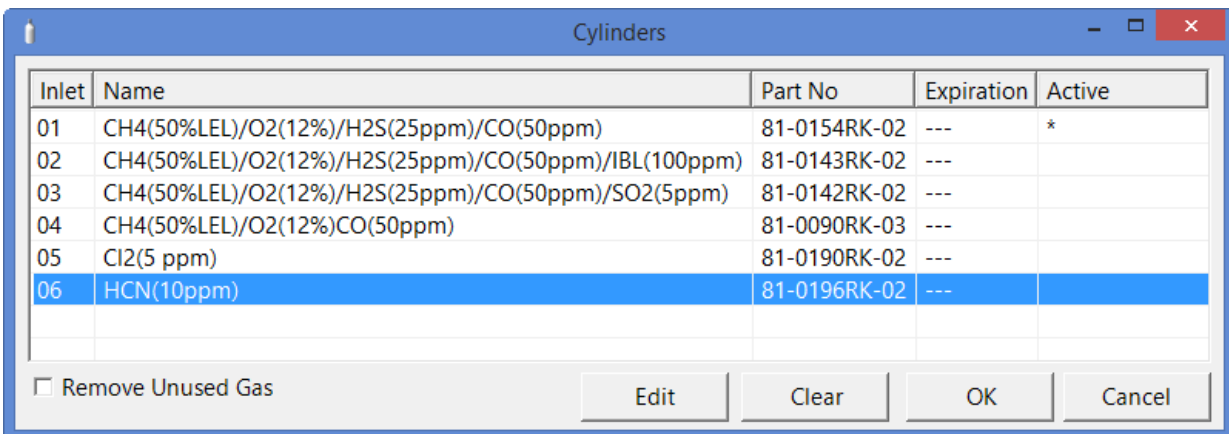 Cylinders
Inlet Name Part No Expiration Active
01 CH4(50%LEL)/O2(12%)/H2S(25ppm)/CO(50ppm) 81-0154RK-02 --- *
02 CH4(50%LEL)/O2(12%)/H2S(25ppm)/CO(50ppm)/IBL(100ppm) 81-0143RK-02 ---
03 CH4(50%LEL)/O2(12%)/H2S(25ppm)/CO(50ppm)/SO2(5ppm) 81-0142RK-02 ---
04 CH4(50%LEL)/O2(12%)CO(50ppm) 81-0090RK-03 ---
05 Cl2(5 ppm) 81-0190RK-02 ---
06 HCN(10ppm) 81-0196RK-02 ---
Remove Unused Gas Edit Clear OK Cancel